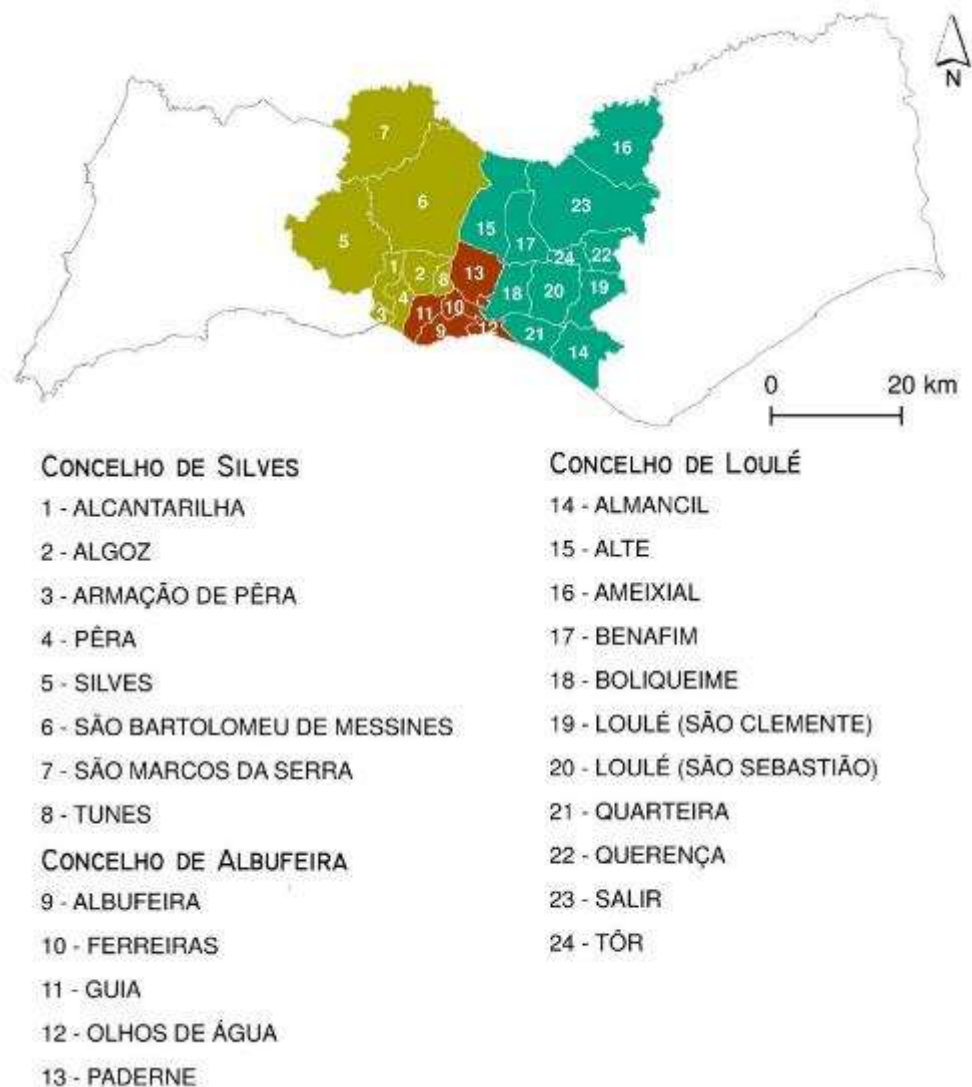 N
7
16
6
23
5
15
17
22
24
1
2
8
13
19
18
20
4
10
3
11
12
9
21
14
0 20 km
CONCELHO DE SILVES
1 - ALCANTARILHA
2 - ALGOZ
3 - ARMAÇÃO DE PÊRA
4 - PÊRA
5 - SILVES
6 - SÃO BARTOLOMEU DE MESSINES
7 - SÃO MARCOS DA SERRA
8 - TUNES
CONCELHO DE ALBUFEIRA
9 - ALBUFEIRA
10 - FERREIRAS
11 - GUIA
12 - OLHOS DE ÁGUA
13 - PADERNE
CONCELHO DE LOULÉ
14 - ALMANCIL
15 - ALTE
16 - AMEIXIAL
17 - BENAFIM
18 - BOLIQUEIME
19 - LOULÉ (SÃO CLEMENTE)
20 - LOULÉ (SÃO SEBASTIÃO)
21 - QUARTEIRA
22 - QUERENÇA
23 - SALIR
24 - TÔR